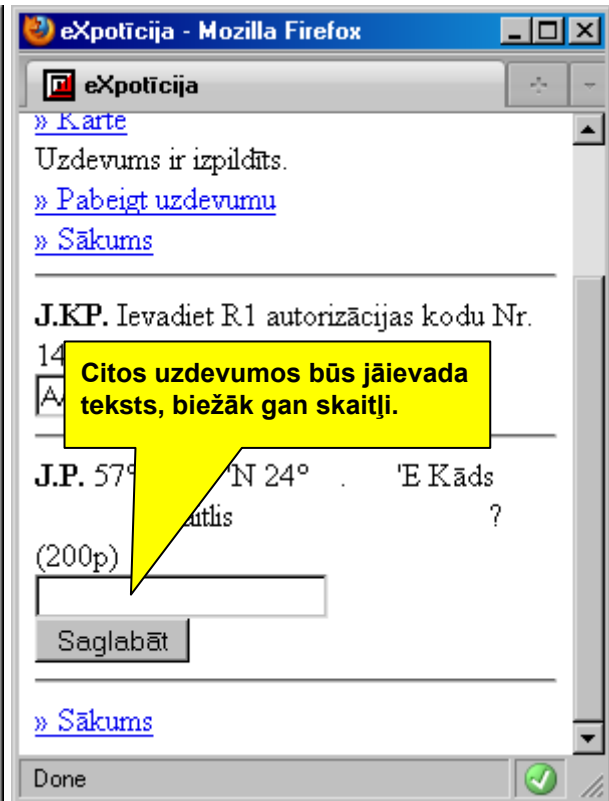 eXpotīcija - Mozilla Firefox
eXpotīcija
» Karte
Uzdevums ir izpildīts.
» Pabeigt uzdevumu
» Sākums
J.KP. Ievadiet R1 autorizācijas kodu Nr.
14
Citos uzdevumos būs jāievada
teksts, biežāk gan skaitļi.
J.P. 57° 'N 24° . 'E Kāds
?
(200p)
Saglabāt
» Sākums
Done